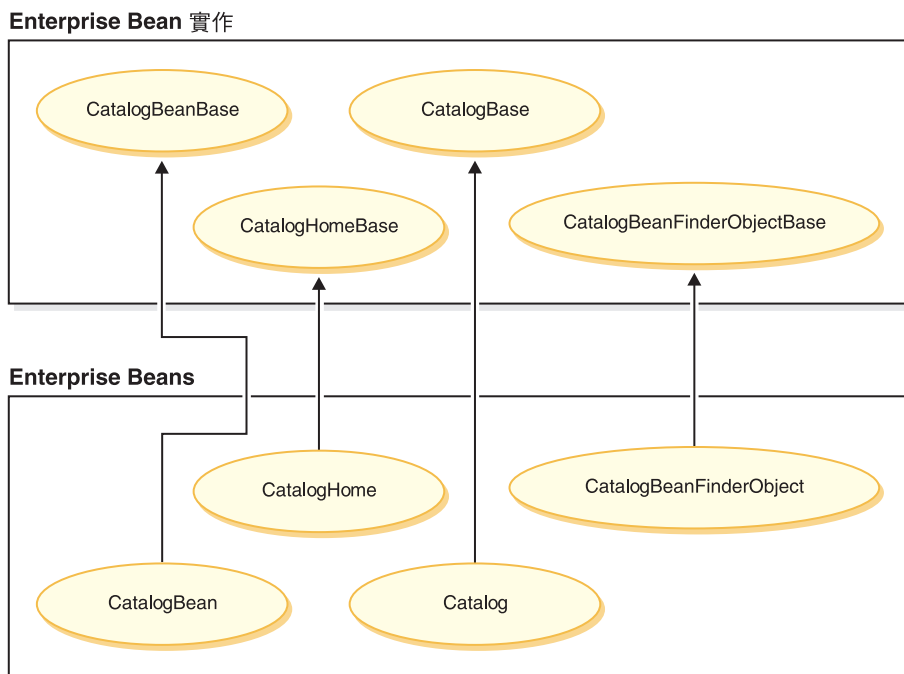 Enterprise Bean 實作
CatalogBeanBase
CatalogBase
CatalogHomeBase
CatalogBeanFinderObjectBase
Enterprise Beans
CatalogHome
CatalogBeanFinderObject
CatalogBean
Catalog